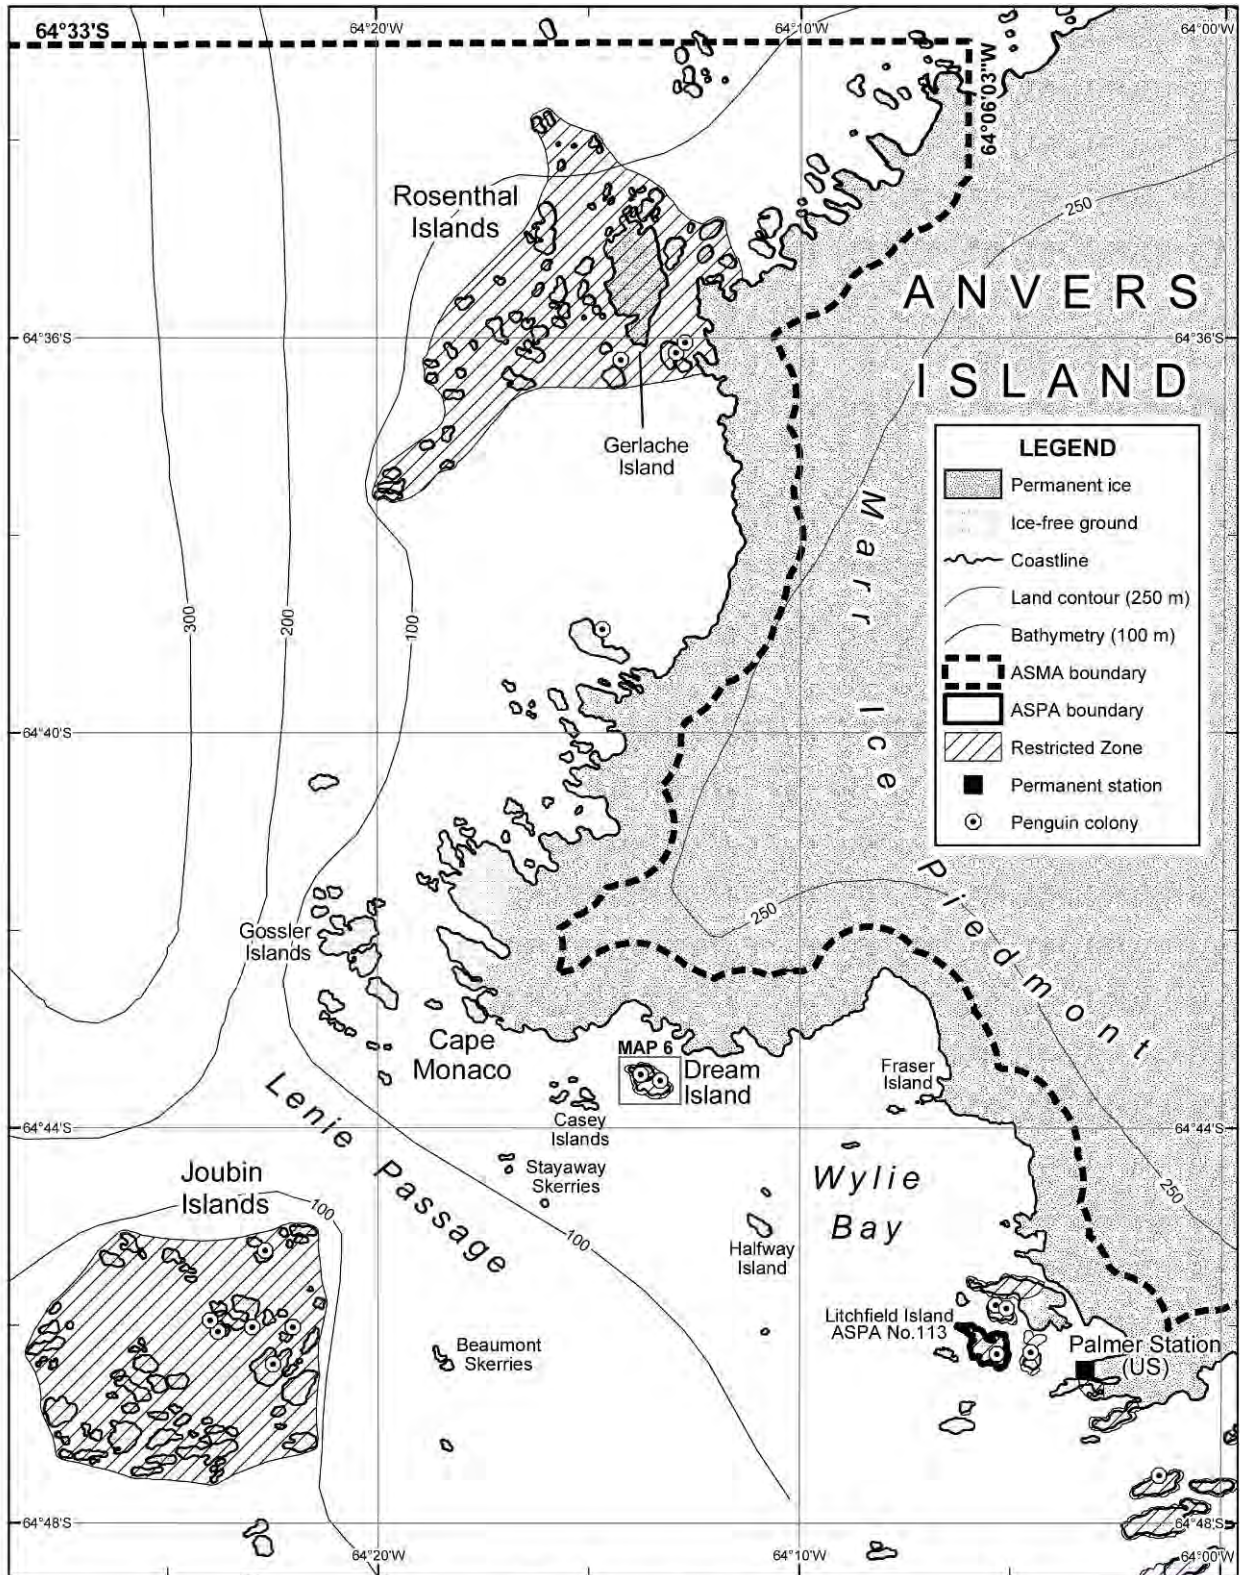 64°33'S
64°20'W
64°10'W
64°00'W
64°06'03"W
Rosenthal
Islands
250
ANVERS
ISLAND
64°36'S
64°36'S
Gerlache
Island
LEGEND
Permanent ice
Ice-free ground
Coastline
Land contour (250 m)
Bathymetry (100 m)
ASMA boundary
ASPA boundary
Restricted Zone
Permanent station
Penguin colony
Marr Ice Piedmont
300
200
100
64°40'S
250
Gossler
Islands
Cape
Monaco
MAP 6
Dream
Island
Fraser
Island
Casey
Islands
64°44'S
64°44'S
Lenie Passage
Stayaway
Skerries
Wylie
Bay
250
Joubin
Islands
100
100
Halfway
Island
Litchfield Island
ASPA No.113
Beaumont
Skerries
Palmer Station
(US)
64°48'S
64°48'S
64°20'W
64°10'W
64°00'W